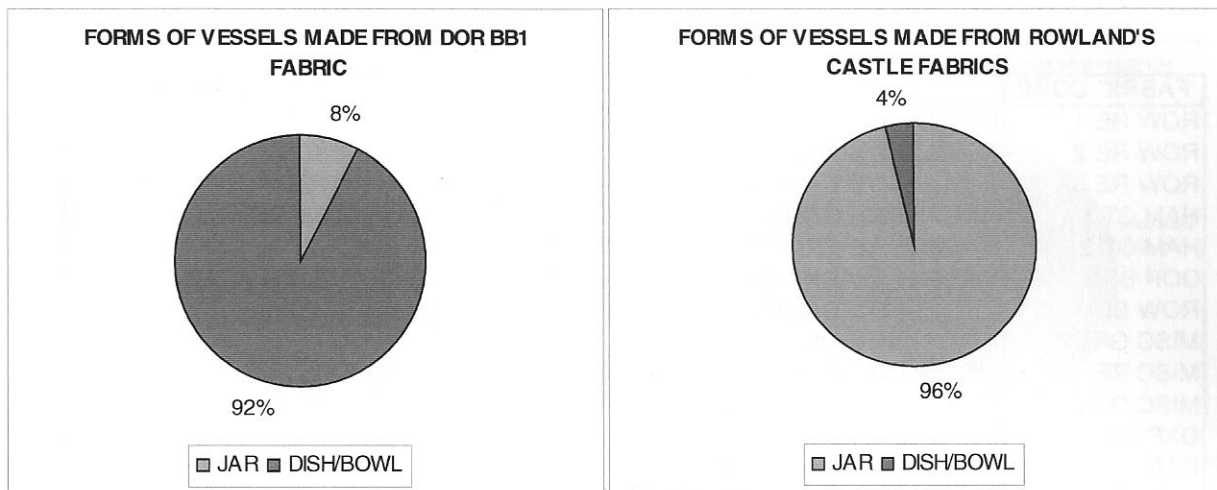 FORMS OF VESSELS MADE FROM DOR BB1
FABRIC
8%
92%
JAR DISH/BOWL
FORMS OF VESSELS MADE FROM ROWLAND'S
CASTLE FABRICS
4%
96%
JAR DISH/BOWL
FABRIC CODE
ROW RE 1
ROW RE 2
ROW RE
HAM GT
HAM GT
DOR BB
ROW
MISC
MISC
MISC